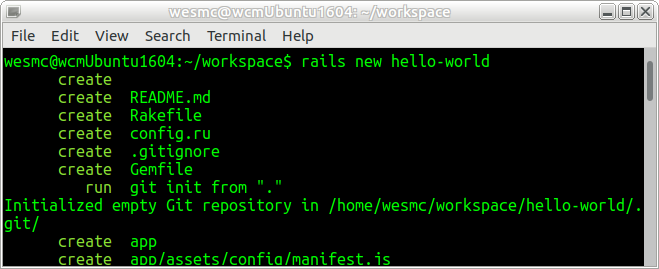 wesmc@wcmUbuntu1604: ~/workspace
File Edit View Search Terminal Help
wesmc@wcmUbuntu1604:~/workspace$ rails new hello-world
create
create README.md
create Rakefile
create config.ru
create .gitignore
create Gemfile
run git init from "."
Initialized empty Git repository in /home/wesmc/workspace/hello-world/.
git/
create app
create app/assets/config/manifest.js